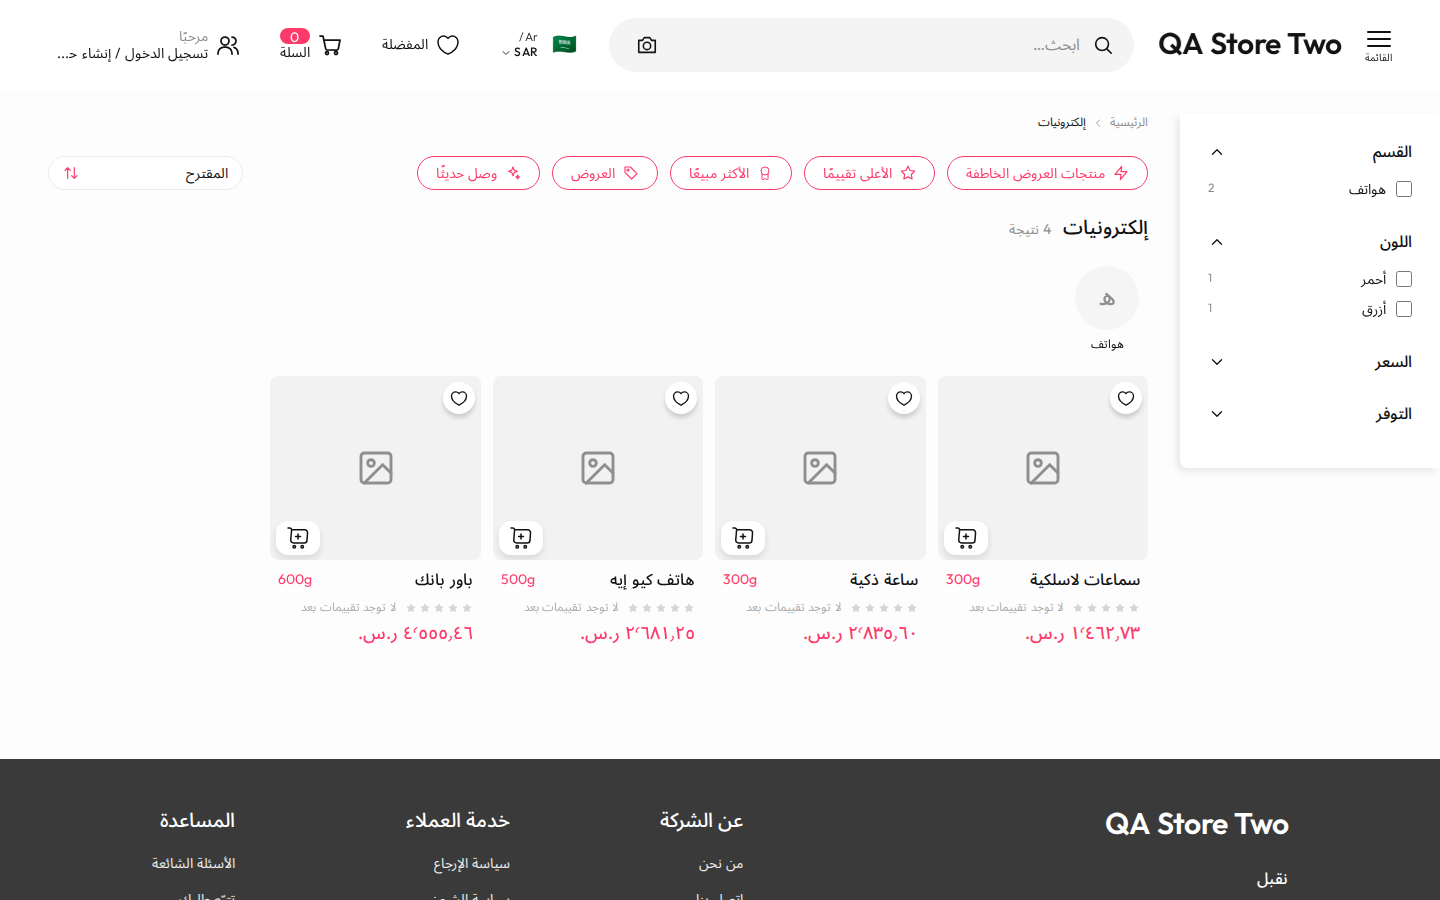 القائمة
QA Store Two
ابحث...
Ar /
SAR
المفضلة
0
السلة
مرحبًا
تسجيل الدخول / إنشاء ح...
الرئيسية
إلكترونيات
القسم
هواتف 2
اللون
أحمر 1
أزرق 1
السعر
التوفر
منتجات العروض الخاطفة
الأعلى تقييمًا
الأكثر مبيعًا
العروض
وصل حديثًا
المقترح
إلكترونيات 4 نتيجة
هـ
هواتف
سماعات لاسلكية 300g
لا توجد تقييمات بعد
١٬٤٦٢٫٧٣ ر.س.
ساعة ذكية 300g
لا توجد تقييمات بعد
٢٬٨٣٥٫٦٠ ر.س.
هاتف كيو إيه 500g
لا توجد تقييمات بعد
٢٬٦٨١٫٢٥ ر.س.
باور بانك 600g
لا توجد تقييمات بعد
٤٬٥٥٥٫٤٦ ر.س.
QA Store Two
نقبل
عن الشركة
من نحن
خدمة العملاء
سياسة الإرجاع
المساعدة
الأسئلة الشائعة